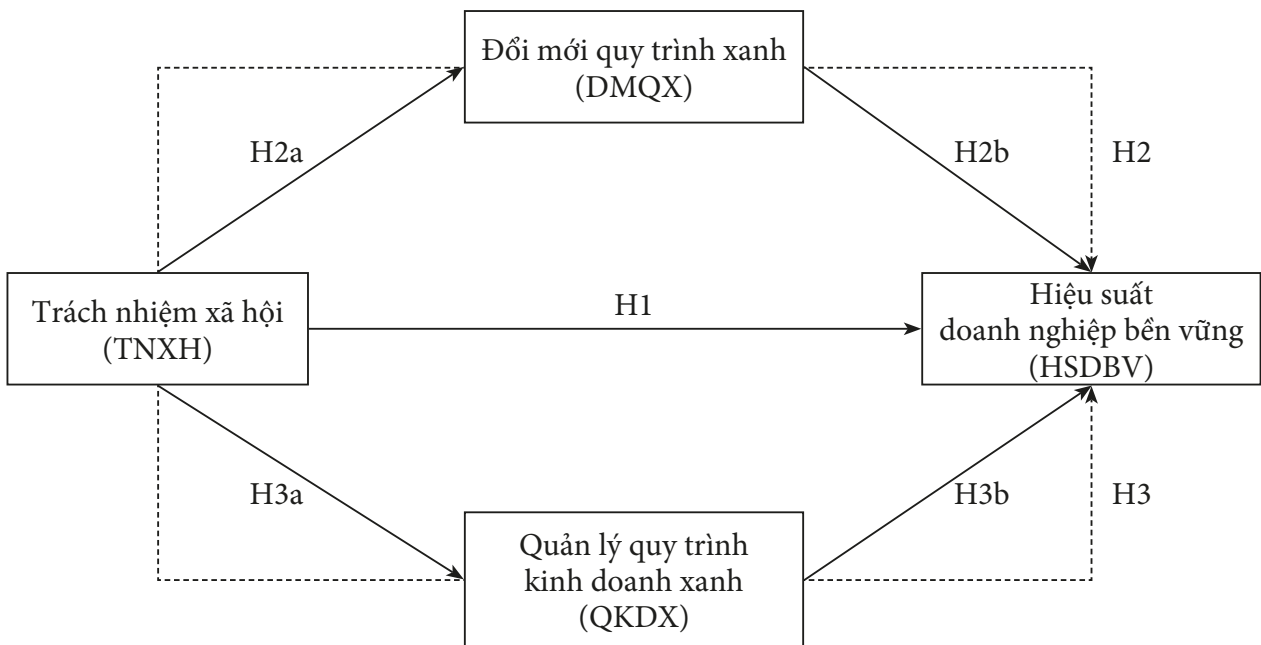 Đổi mới quy trình xanh
(DMQX)
H2a
H2b
H2
Trách nhiệm xã hội
(TNXH)
H1
Hiệu suất
doanh nghiệp bền vững
(HSDBV)
H3a
H3b
H3
Quản lý quy trình
kinh doanh xanh
(QKDX)